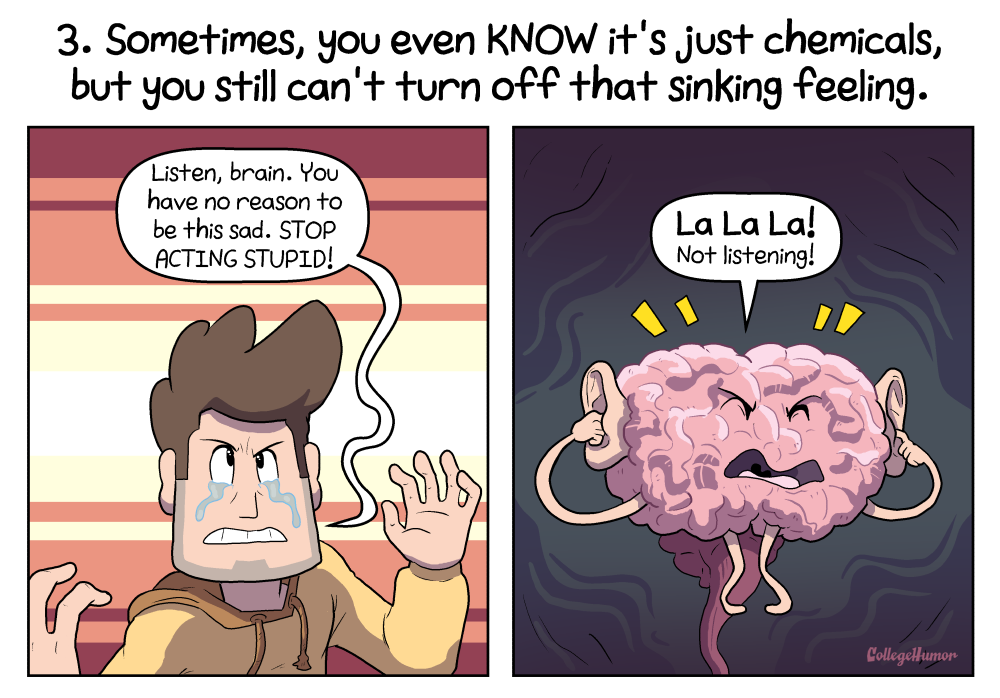 3. Sometimes, you even KNOW it's just chemicals,
but you still can't turn off that sinking feeling.
Listen, brain. You
have no reason to
be this sad. STOP
ACTING STUPID!
La La La!
Not listening!
CollegeHumor